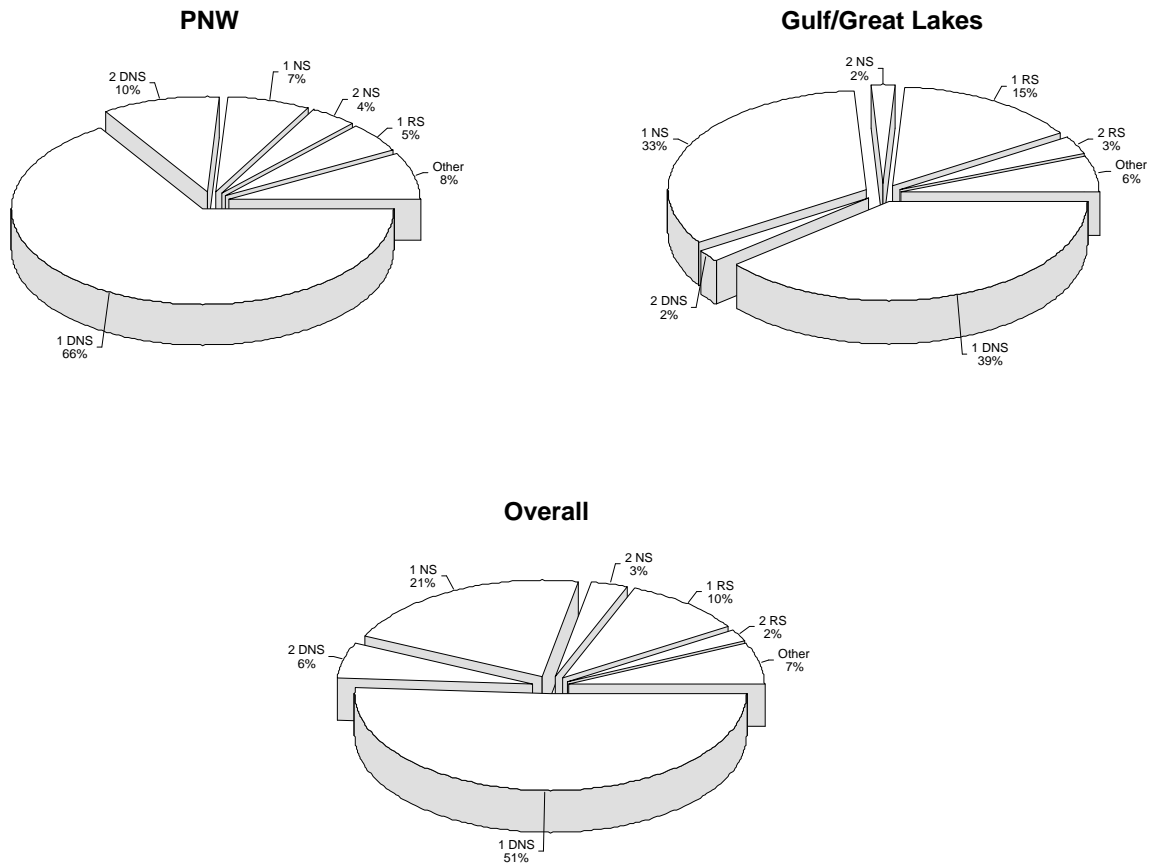 PNW
2 DNS
10%
1 NS
7%
2 NS
4%
1 RS
5%
Other
8%
1 DNS
66%
Gulf/Great Lakes
2 NS
2%
1 RS
15%
2 RS
3%
Other
6%
1 NS
33%
2 DNS
2%
1 DNS
39%
Overall
1 NS
21%
2 NS
3%
1 RS
10%
2 RS
2%
Other
7%
2 DNS
6%
1 DNS
51%